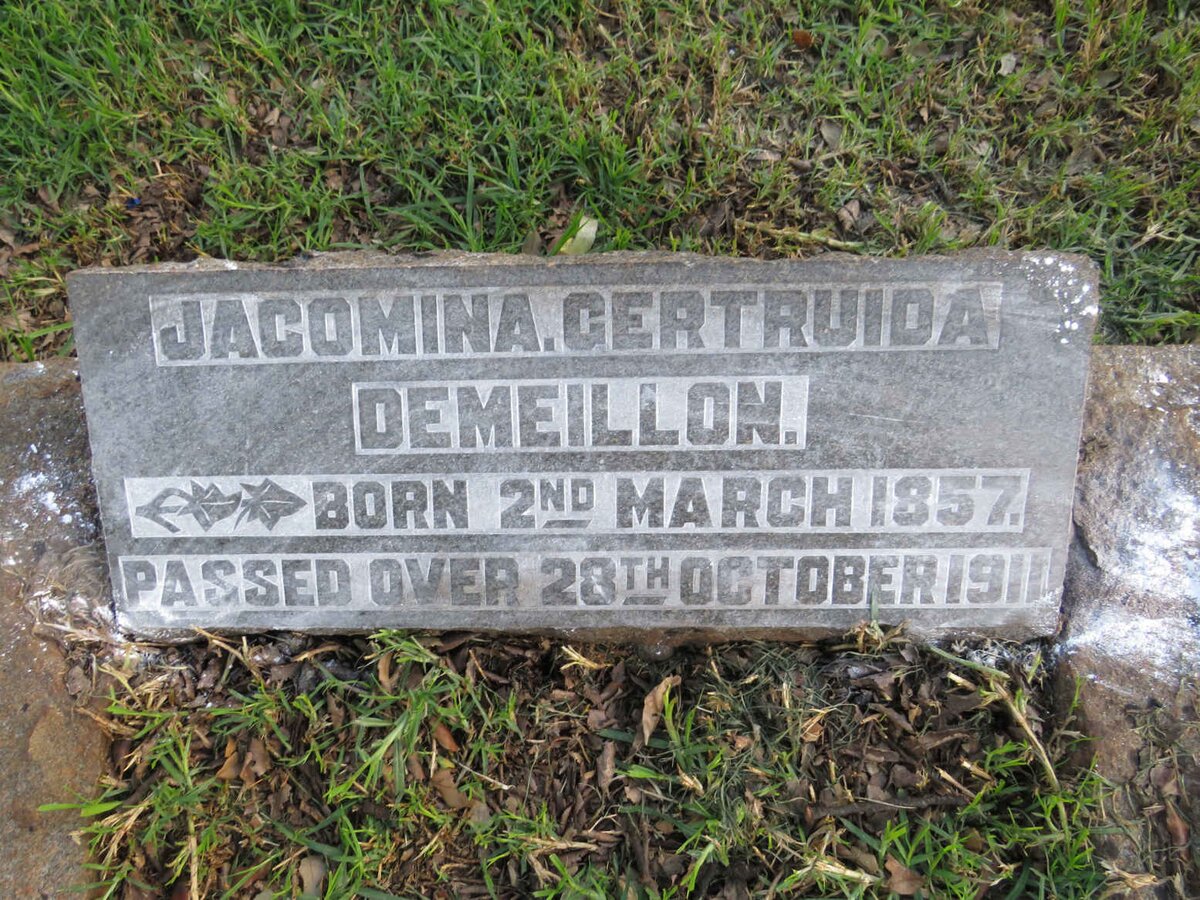 JACOMINA.GERTRUIDA
DEMEILLON.
BORN 2ND MARCH 1857.
PASSED OVER 28TH OCTOBER 1911